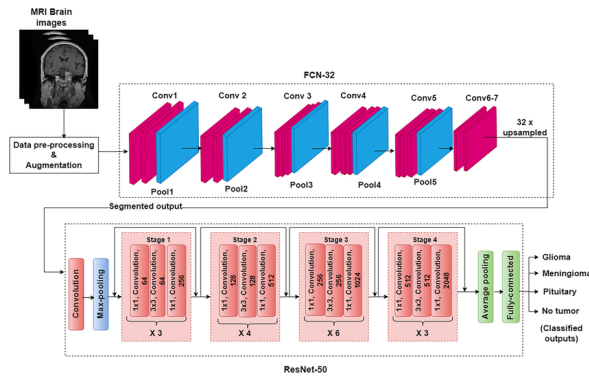 MRI Brain
images
FCN-32
Conv1
Conv 2
Conv 3
Conv4
Conv5
Conv6-7
32 x
upsampled
Data pre-processing
&
Augmentation
Pool1
Pool2
Pool3
Pool4
Pool5
Segmented output
Convolution
Max-pooling
Stage 1
1x1, Convolution,
64
3x3, Convolution,
64
1x1, Convolution,
256
X 3
Stage 2
1x1, Convolution,
128
3x3, Convolution,
128
1x1, Convolution,
512
X 4
Stage 3
1x1, Convolution,
256
3x3, Convolution,
256
1x1, Convolution,
1024
X 6
Stage 4
1x1, Convolution,
512
3x3, Convolution,
512
1x1, Convolution,
2048
X 3
Average pooling
Fully-connected
Glioma
Meningioma
Pituitary
No tumor
(Classified
outputs)
ResNet-50